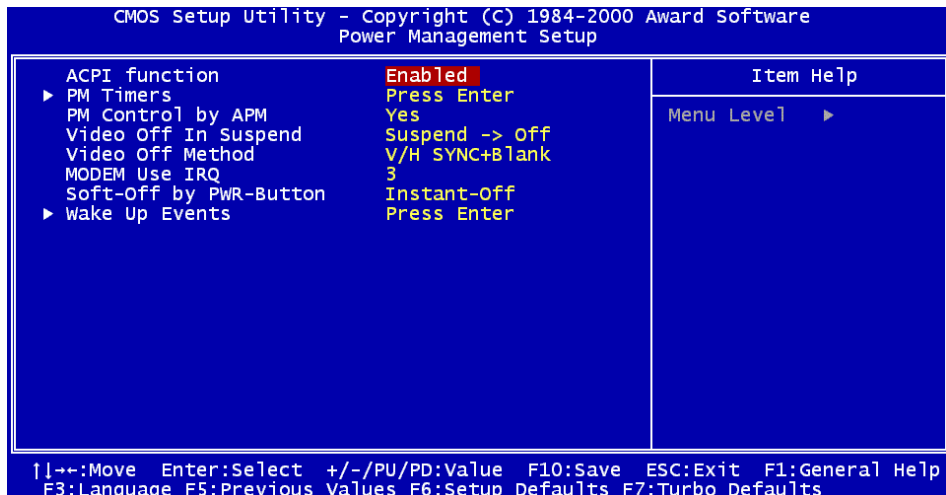 CMOS Setup Utility – Copyright (C) 1984-2000 Award Software
Power Management Setup
ACPI function Enabled
▶ PM Timers Press Enter
PM Control by APM Yes
Video Off In Suspend Suspend -> Off
Video Off Method V/H SYNC+Blank
MODEM Use IRQ 3
Soft-Off by PWR-Button Instant-Off
▶ Wake Up Events Press Enter
Item Help
Menu Level ▶
↑↓→←:Move Enter:Select +/-/PU/PD:Value F10:Save ESC:Exit F1:General Help
F3:Language F5:Previous Values F6:Setup Defaults F7:Turbo Defaults